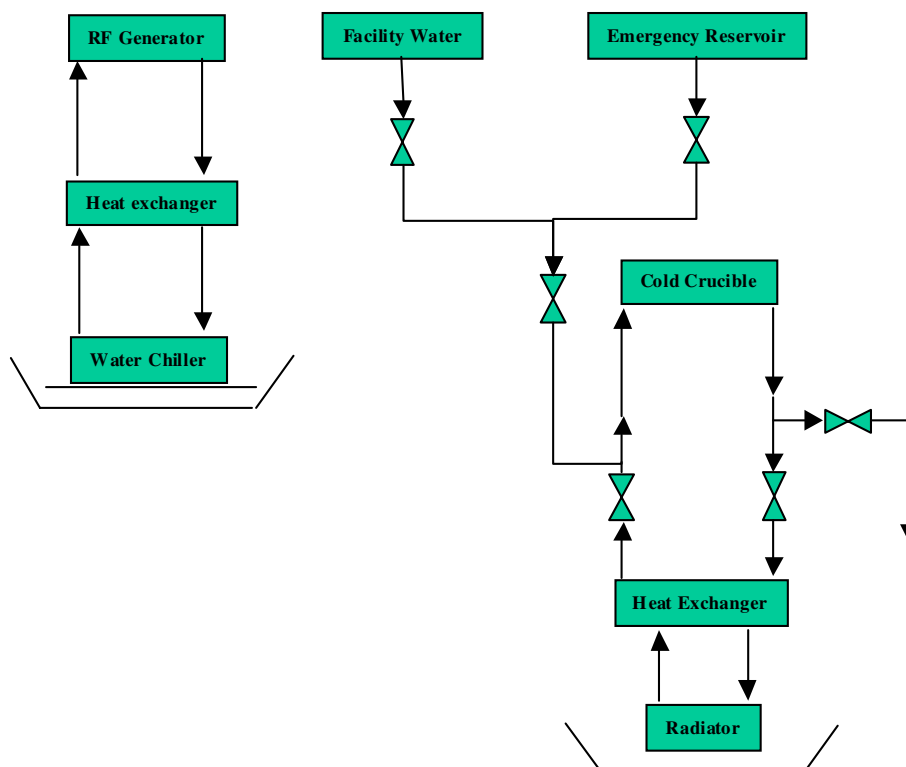 RF Generator
Facility Water
Emergency Reservoir
Heat exchanger
Cold Crucible
Water Chiller
Heat Exchanger
Radiator